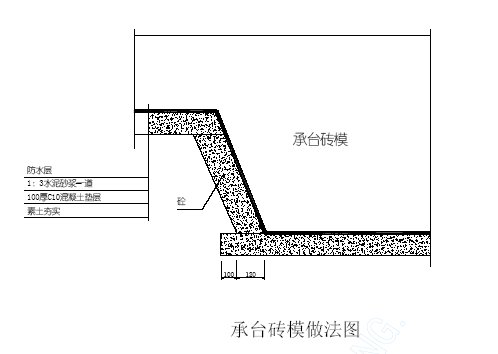 承台砖模
防水层
1：3水泥砂浆一道
100厚C10混凝土垫层
素土夯实
砼
100 180
承台砖模做法图